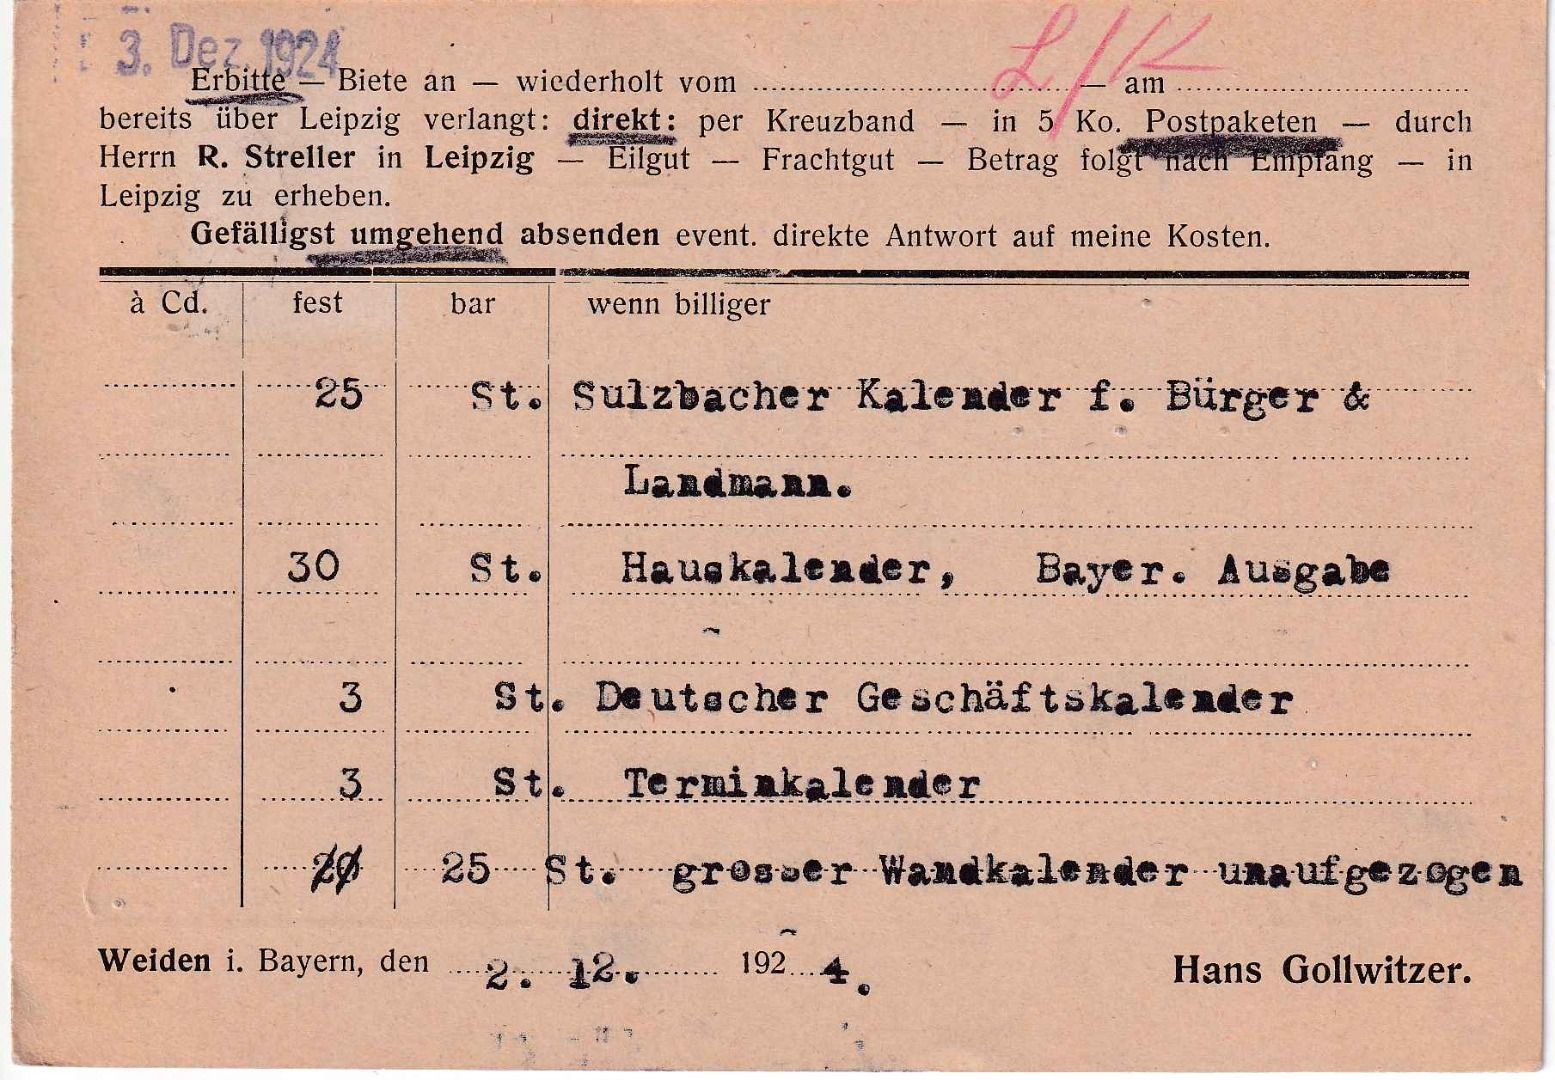 3. Dez. 1924
L/K
Erbitte — Biete an — wiederholt vom — am
bereits über Leipzig verlangt: direkt: per Kreuzband — in 5 Ko. Postpaketen — durch
Herrn R. Streller in Leipzig — Eilgut — Frachtgut — Betrag folgt nach Empfang — in
Leipzig zu erheben.
Gefälligst umgehend absenden event. direkte Antwort auf meine Kosten.
à Cd. fest bar wenn billiger
25 St. Sulzbacher Kalender f. Bürger &
Landmann.
30 St. Hauskalender, Bayer. Ausgabe
3 St. Deutscher Geschäftskalender
3 St. Terminkalender
20 25 St. grosser Wandkalender unaufgezogen
Weiden i. Bayern, den 2. 12. 1924. Hans Gollwitzer.